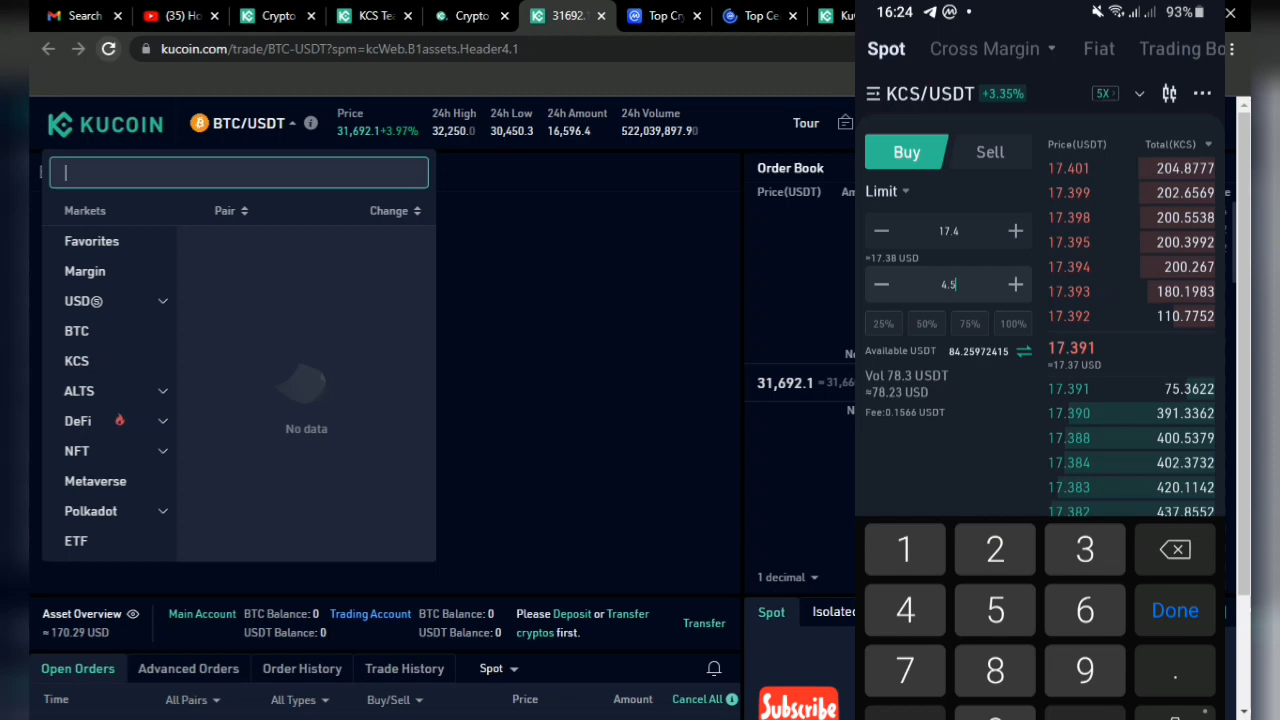 Search
(35) Ho
Crypto
KCS Tea
Crypto
31692.1
Top Cry
Top Ce
kucoin.com/trade/BTC-USDT?spm=kcWeb.B1assets.Header4.1
KUCOIN
BTC/USDT
Price
31,692.1 +3.97%
24h High
32,250.0
24h Low
30,450.3
24h Amount
16,596.4
24h Volume
522,039,897.90
Tour
Markets
Pair
Change
Favorites
Margin
USDⓈ
BTC
KCS
ALTS
DeFi
NFT
Metaverse
Polkadot
ETF
No data
Order Book
Price(USDT)
31,692.1
1 decimal
Asset Overview
≈ 170.29 USD
Main Account
BTC Balance: 0
USDT Balance: 0
Trading Account
BTC Balance: 0
USDT Balance: 0
Please Deposit or Transfer
cryptos first.
Transfer
Spot
Isolated
Open Orders
Advanced Orders
Order History
Trade History
Spot
Time
All Pairs
All Types
Buy/Sell
Price
Amount
Cancel All
Subscribe
16:24
93%
Spot
Cross Margin
Fiat
Trading Bo
KCS/USDT
+3.35%
5X
Buy
Sell
Limit
− 17.4 +
≈17.38 USD
− 4.5 +
25% 50% 75% 100%
Available USDT 84.25972415
Vol 78.3 USDT
≈78.23 USD
Fee:0.1566 USDT
Price(USDT) Total(KCS)
17.401 204.8777
17.399 202.6569
17.398 200.5538
17.395 200.3992
17.394 200.267
17.393 180.1983
17.392 110.7752
17.391
≈17.37 USD
17.391 75.3622
17.390 391.3362
17.388 400.5379
17.384 402.3732
17.383 420.1142
17.382 437.8552
1 2 3
4 5 6 Done
7 8 9 .